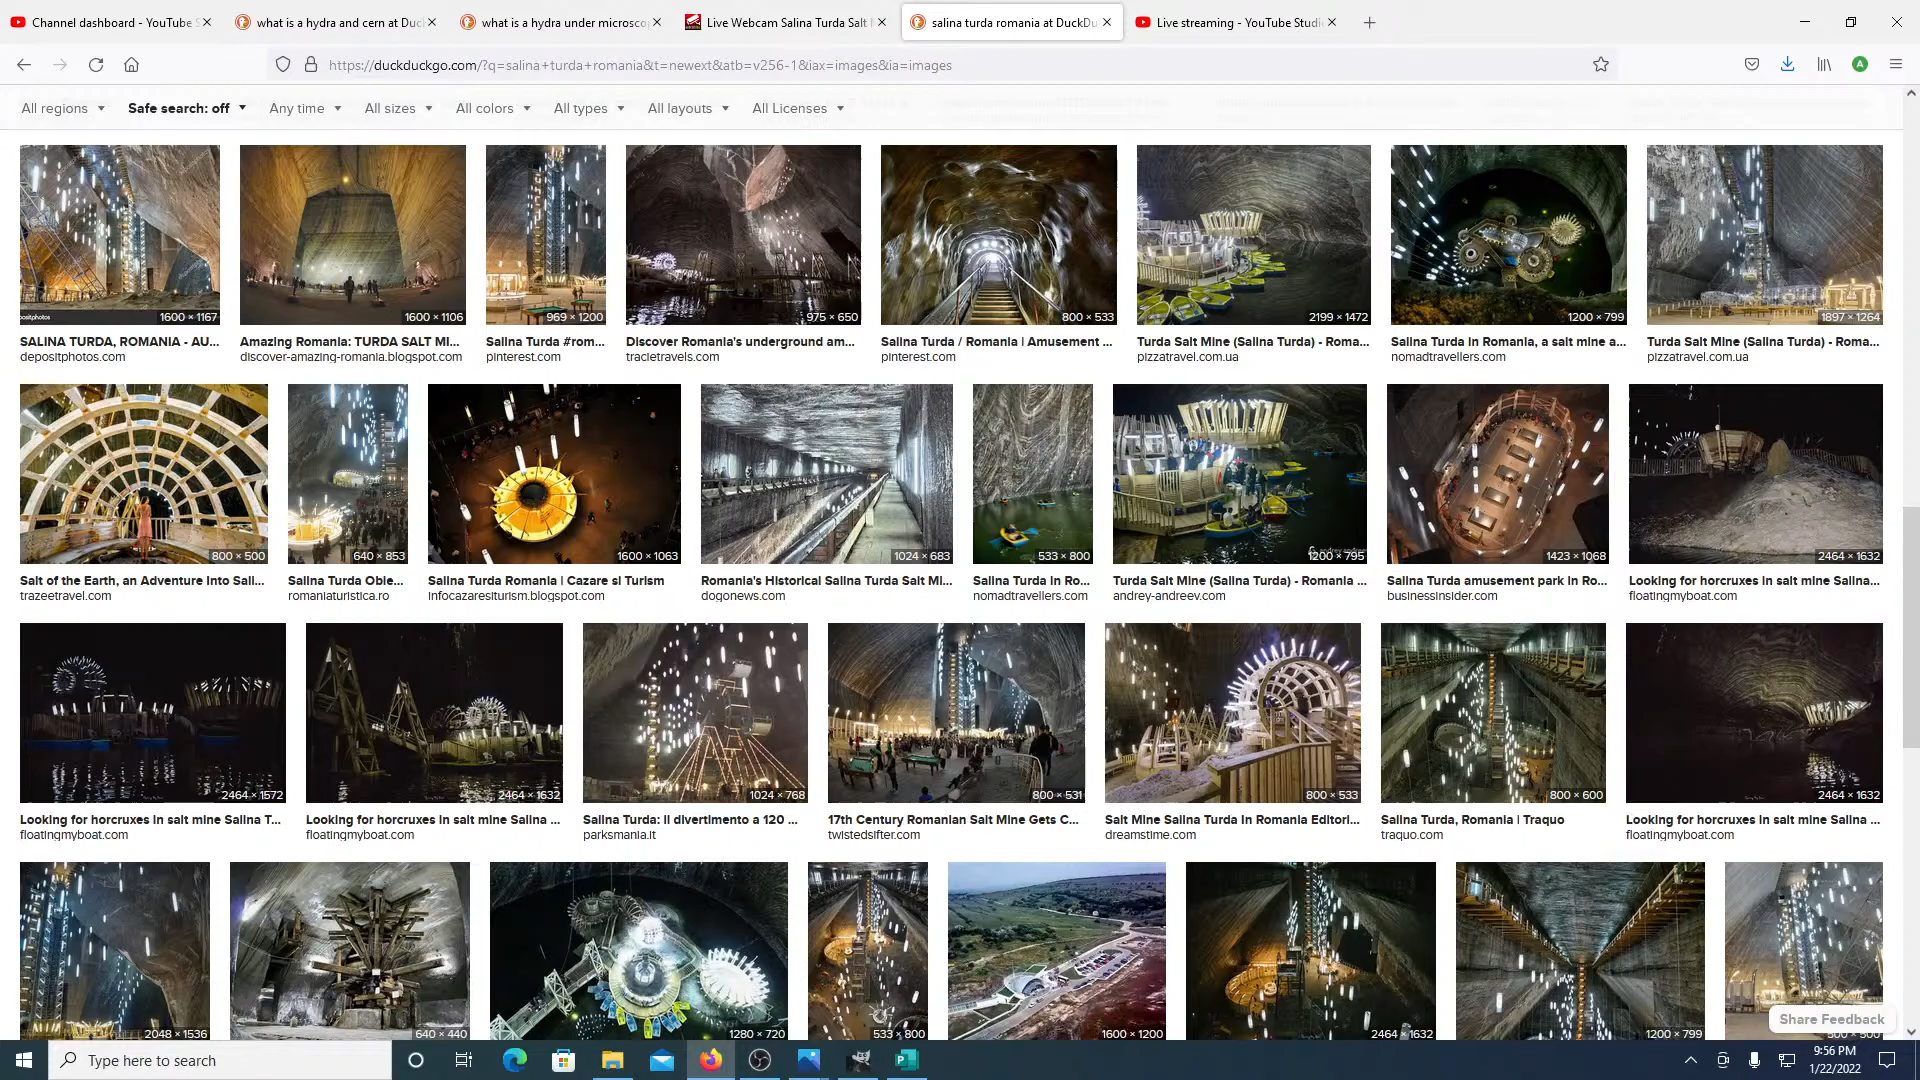 Channel dashboard - YouTube S
what is a hydra and cern at Duc
what is a hydra under microsco
Live Webcam Salina Turda Salt
salina turda romania at DuckDu
Live streaming - YouTube Studi
https://duckduckgo.com/?q=salina+turda+romania&t=newext&atb=v256-1&iax=images&ia=images
A
All regions
Safe search: off
Any time
All sizes
All colors
All types
All layouts
All Licenses
1600 × 1167
1600 × 1106
969 × 1200
975 × 650
800 × 533
2199 × 1472
1200 × 799
1897 × 1264
SALINA TURDA, ROMANIA - AU...
Amazing Romania: TURDA SALT MI...
Salina Turda #rom...
Discover Romania's underground am...
Salina Turda / Romania | Amusement ...
Turda Salt Mine (Salina Turda) - Roma...
Salina Turda in Romania, a salt mine a...
Turda Salt Mine (Salina Turda) - Roma...
depositphotos.com
discover-amazing-romania.blogspot.com
pinterest.com
tracietravels.com
pinterest.com
pizzatravel.com.ua
nomadtravellers.com
pizzatravel.com.ua
800 × 500
640 × 853
1600 × 1063
1024 × 683
533 × 800
1200 × 795
1423 × 1068
2464 × 1632
Salt of the Earth, an Adventure Into Sali...
Salina Turda Obie...
Salina Turda Romania | Cazare si Turism
Romania's Historical Salina Turda Salt Mi...
Salina Turda in Ro...
Turda Salt Mine (Salina Turda) - Romania ...
Salina Turda amusement park in Ro...
Looking for horcruxes in salt mine Salina...
trazeetravel.com
romaniaturistica.ro
infocazaresiturism.blogspot.com
dogonews.com
nomadtravellers.com
andrey-andreev.com
businessinsider.com
floatingmyboat.com
2464 × 1572
2464 × 1632
1024 × 768
800 × 531
800 × 533
800 × 600
2464 × 1632
Looking for horcruxes in salt mine Salina T...
Looking for horcruxes in salt mine Salina ...
Salina Turda: il divertimento a 120 ...
17th Century Romanian Salt Mine Gets C...
Salt Mine Salina Turda In Romania Editori...
Salina Turda, Romania | Traquo
Looking for horcruxes in salt mine Salina ...
floatingmyboat.com
floatingmyboat.com
parksmania.it
twistedsifter.com
dreamstime.com
traquo.com
floatingmyboat.com
2048 × 1536
640 × 440
1280 × 720
533 × 800
1600 × 1200
2464 × 1632
1200 × 799
Share Feedback
Type here to search
9:56 PM
1/22/2022